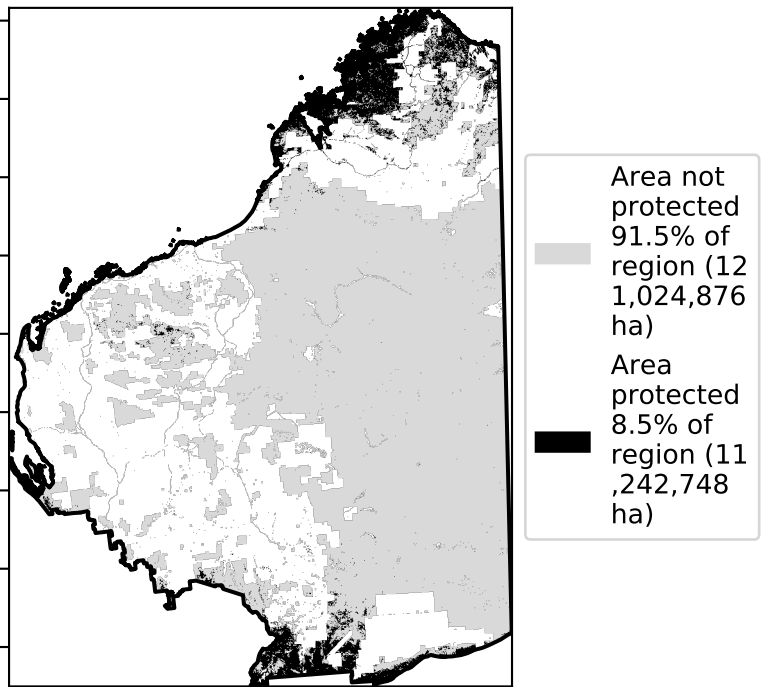 Area not
protected
91.5% of
region (12
1,024,876
ha)
Area
protected
8.5% of
region (11
,242,748
ha)